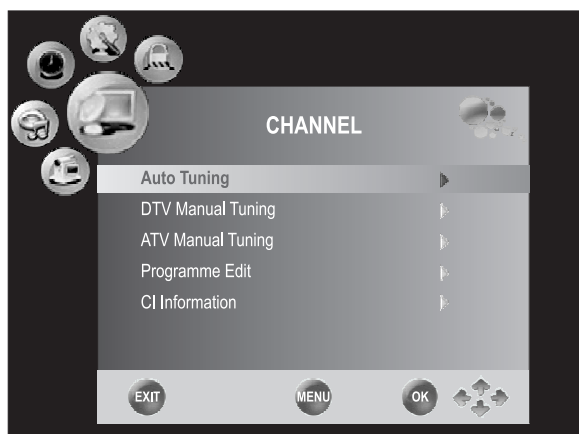 CHANNEL
Auto Tuning
DTV Manual Tuning
ATV Manual Tuning
Programme Edit
CI Information
EXIT MENU OK